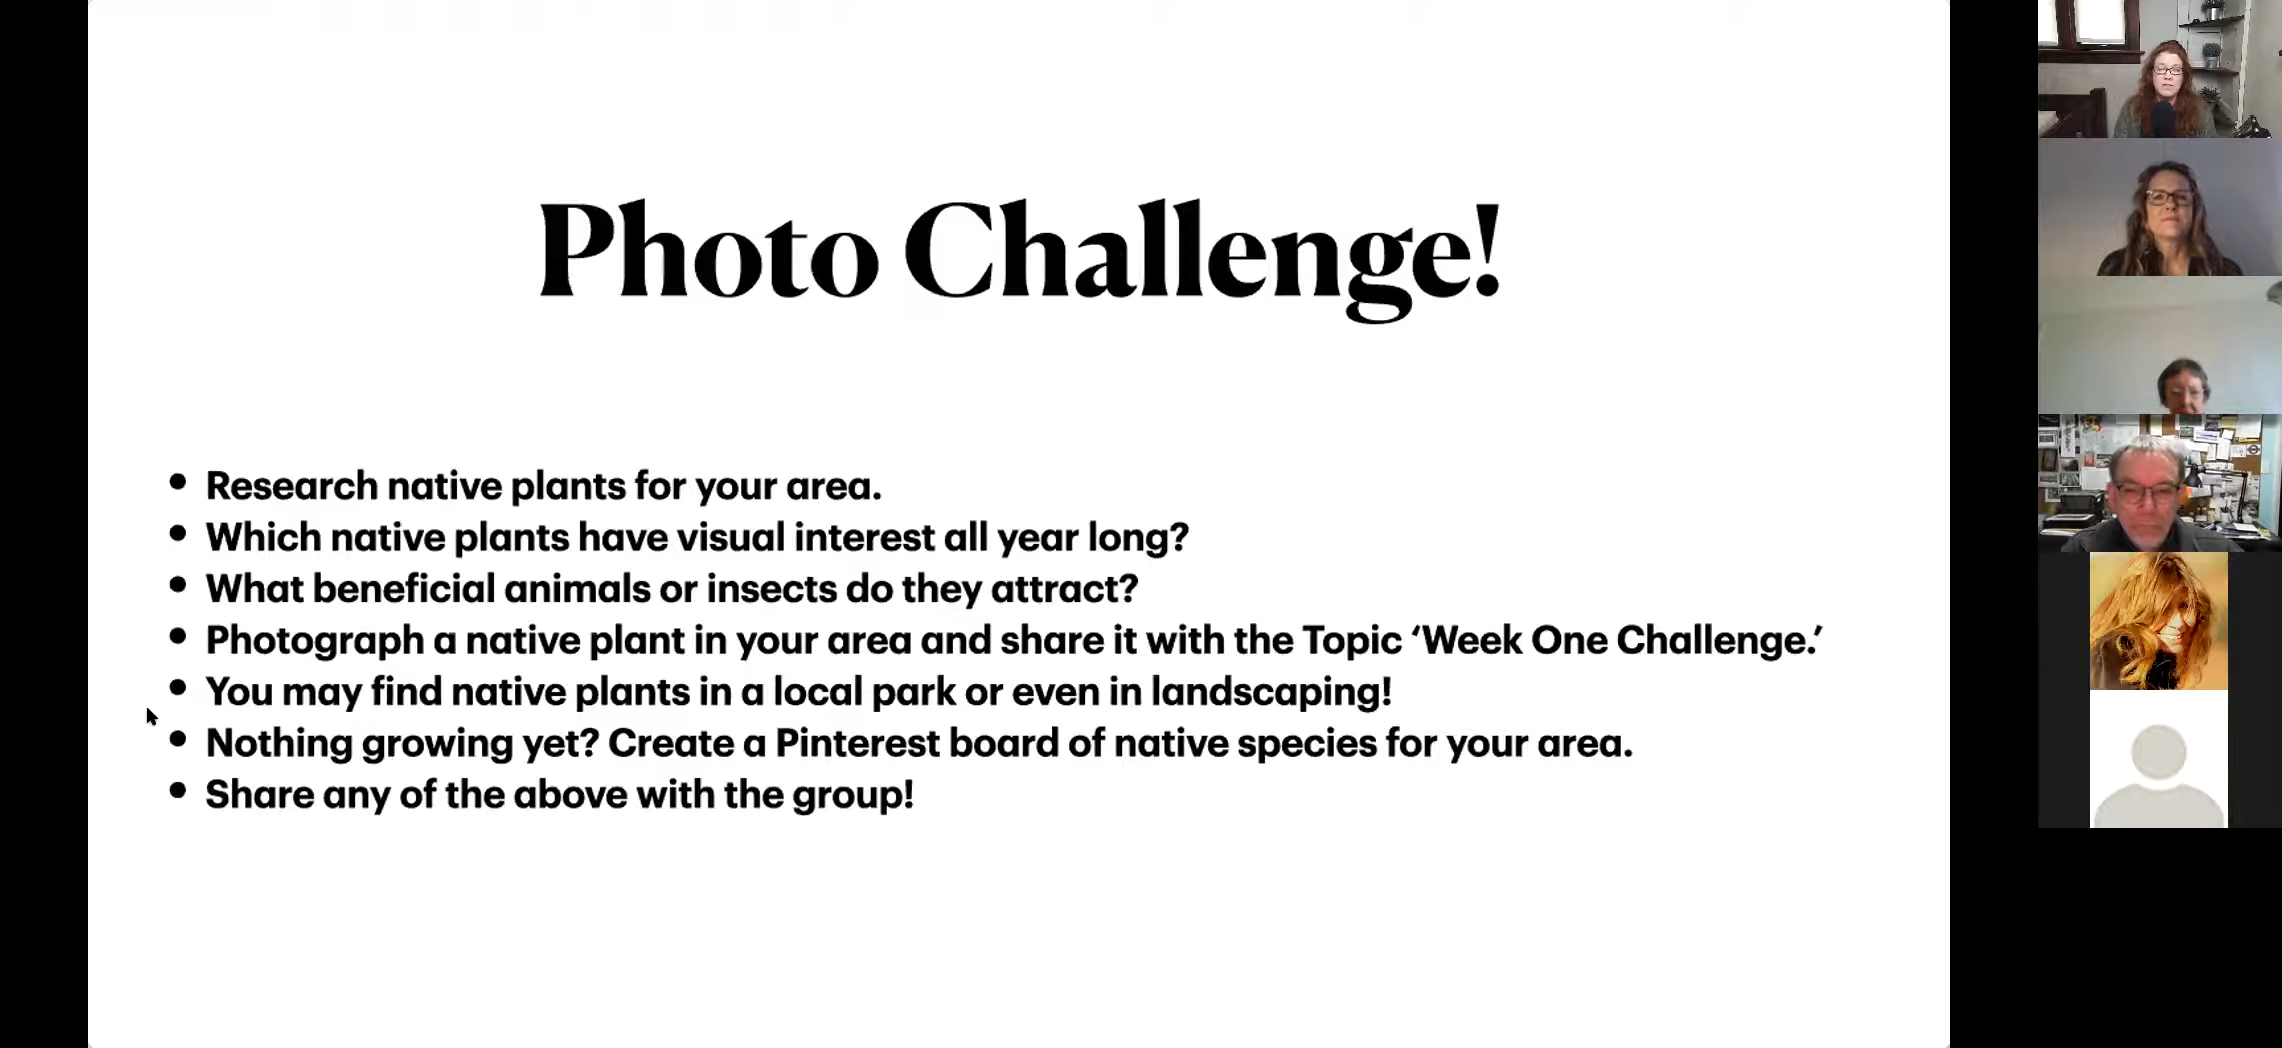 Photo Challenge!
• Research native plants for your area.
• Which native plants have visual interest all year long?
• What beneficial animals or insects do they attract?
• Photograph a native plant in your area and share it with the Topic ‘Week One Challenge.’
• You may find native plants in a local park or even in landscaping!
• Nothing growing yet? Create a Pinterest board of native species for your area.
• Share any of the above with the group!